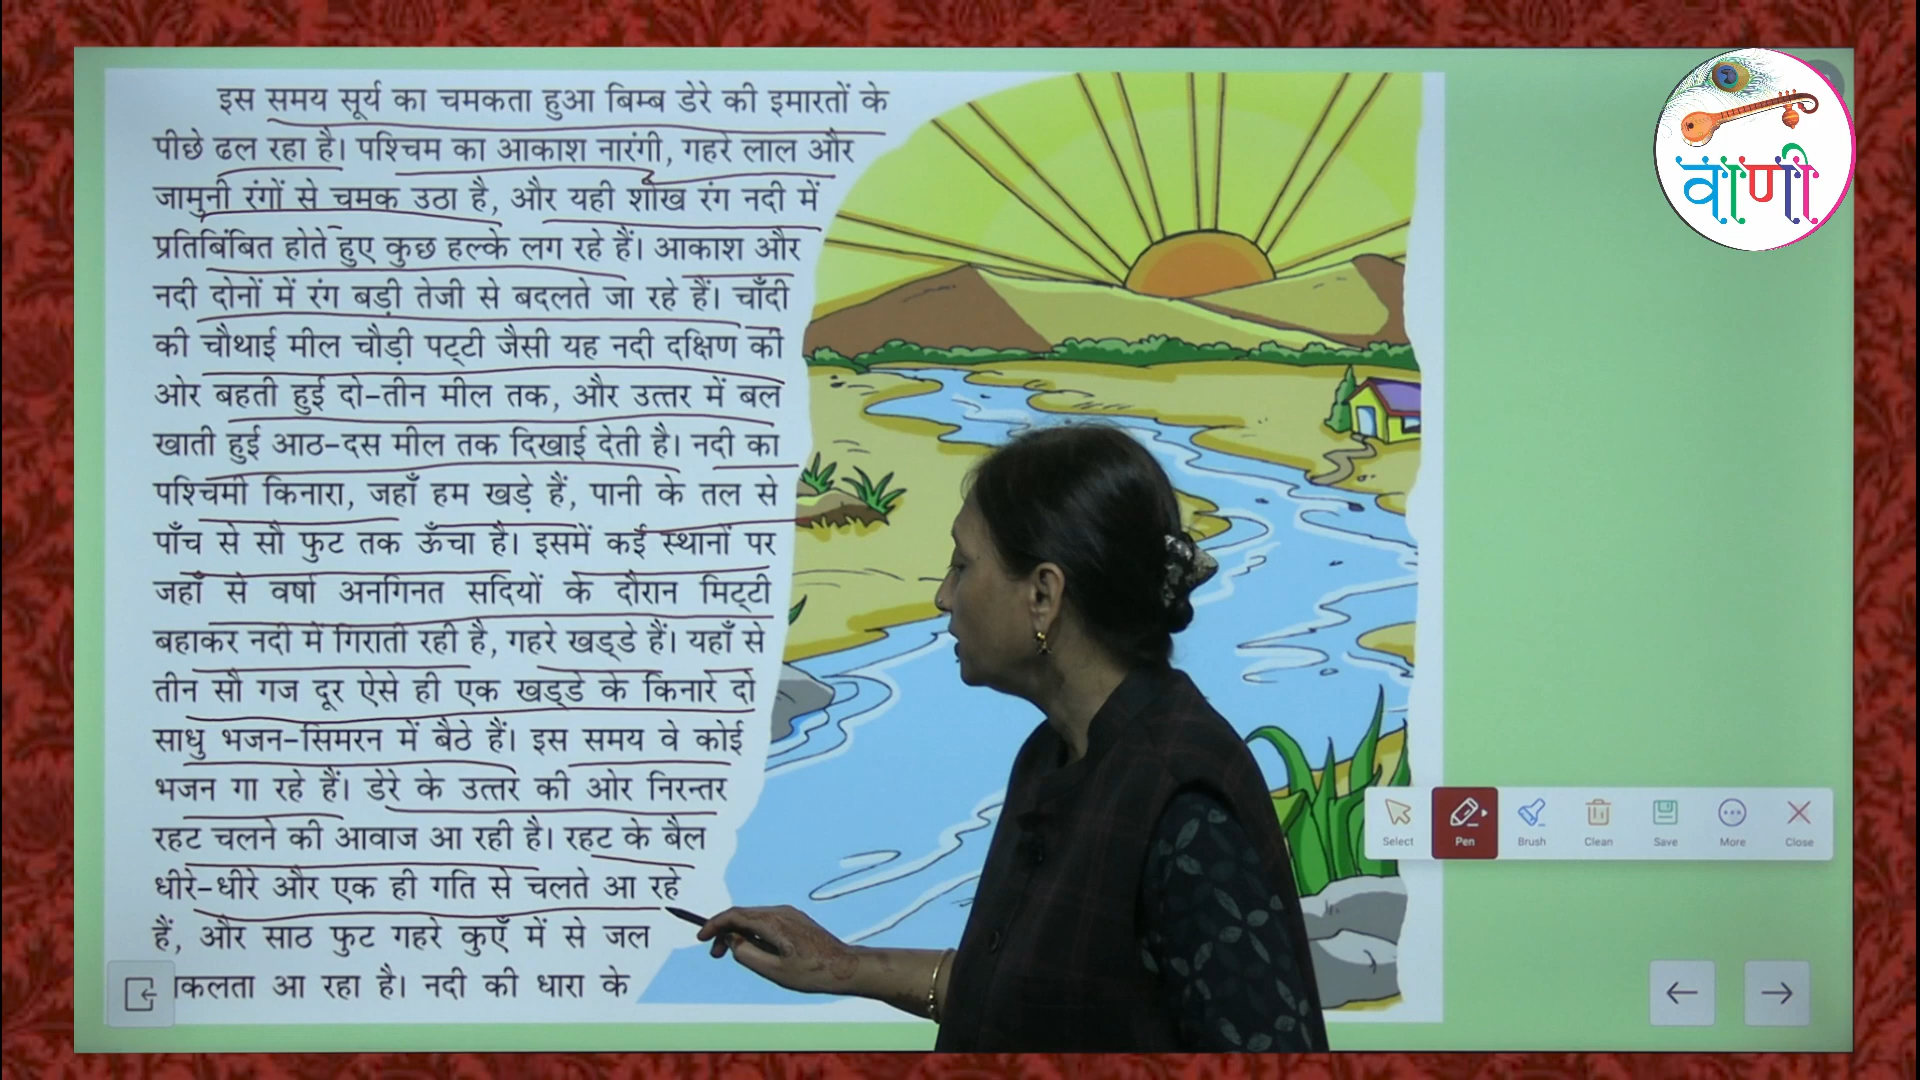 इस समय सूर्य का चमकता हुआ बिम्ब डेरे की इमारतों के
पीछे ढल रहा है। पश्चिम का आकाश नारंगी, गहरे लाल और
जामुनी रंगों से चमक उठा है, और यही शोख रंग नदी में
प्रतिबिंबित होते हुए कुछ हल्के लग रहे हैं। आकाश और
नदी दोनों में रंग बड़ी तेजी से बदलते जा रहे हैं। चाँदी
की चौथाई मील चौड़ी पट्टी जैसी यह नदी दक्षिण की
ओर बहती हुई दो-तीन मील तक, और उत्तर में बल
खाती हुई आठ-दस मील तक दिखाई देती है। नदी का
पश्चिमी किनारा, जहाँ हम खड़े हैं, पानी के तल से
पाँच से सौ फुट तक ऊँचा है। इसमें कई स्थानों पर
जहाँ से वर्षा अनगिनत सदियों के दौरान मिट्टी
बहाकर नदी में गिराती रही है, गहरे खड्डे हैं। यहाँ से
तीन सौ गज दूर ऐसे ही एक खड्डे के किनारे दो
साधु भजन-सिमरन में बैठे हैं। इस समय वे कोई
भजन गा रहे हैं। डेरे के उत्तर की ओर निरन्तर
रहट चलने की आवाज आ रही है। रहट के बैल
धीरे-धीरे और एक ही गति से चलते आ रहे
हैं, और साठ फुट गहरे कुएँ में से जल
कलता आ रहा है। नदी की धारा के
वाणी
Select Pen Brush Clean Save More Close